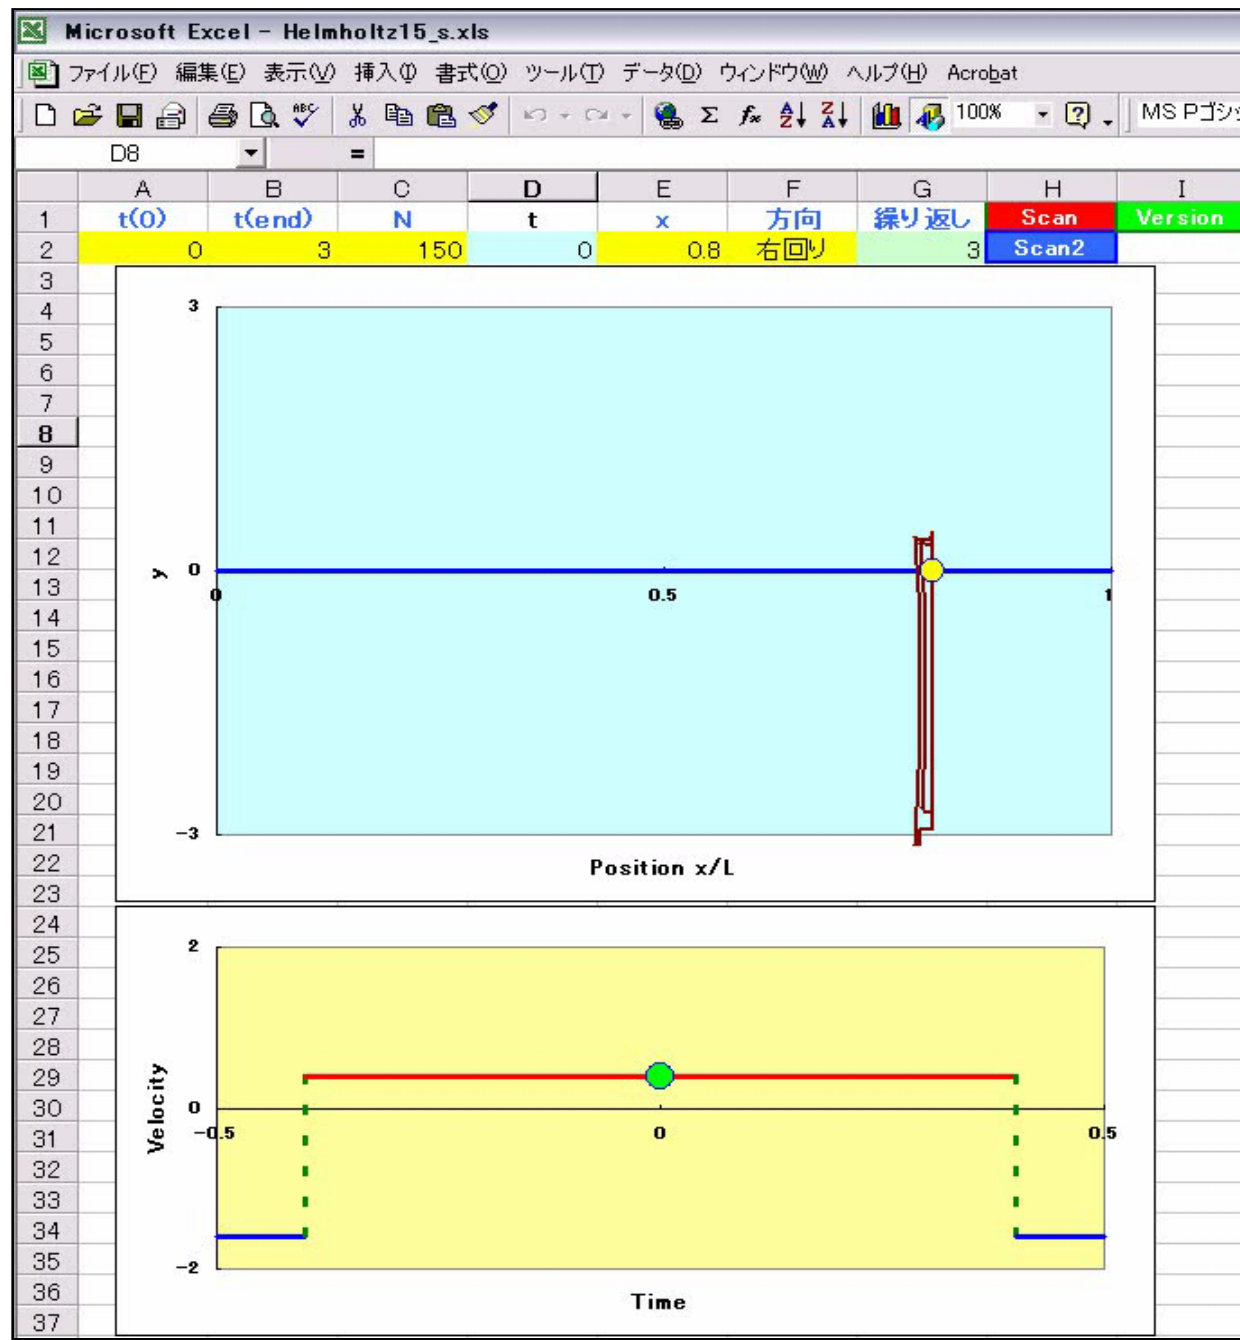 Microsoft Excel - Helmholtz15_s.xls
ファイル(F) 編集(E) 表示(V) 挿入(I) 書式(O) ツール(T) データ(D) ウィンドウ(W) ヘルプ(H) Acrobat
ABC Σ fx A Z Z A 100% ? MS Pゴシ
D8 =
A B C D E F G H I
1 t(0) t(end) N t x 方向 繰り返し Scan Version
2 0 3 150 0 0.8 右回り 3 Scan2
3
4 3
5
6
7
8
9
10
11
12 y 0
13 0 0.5 1
14
15
16
17
18
19
20
21 -3
22 Position x/L
23
24
25 2
26
27
28
29
30 Velocity 0
31 -0.5 0 0.5
32
33
34
35 -2
36 Time
37